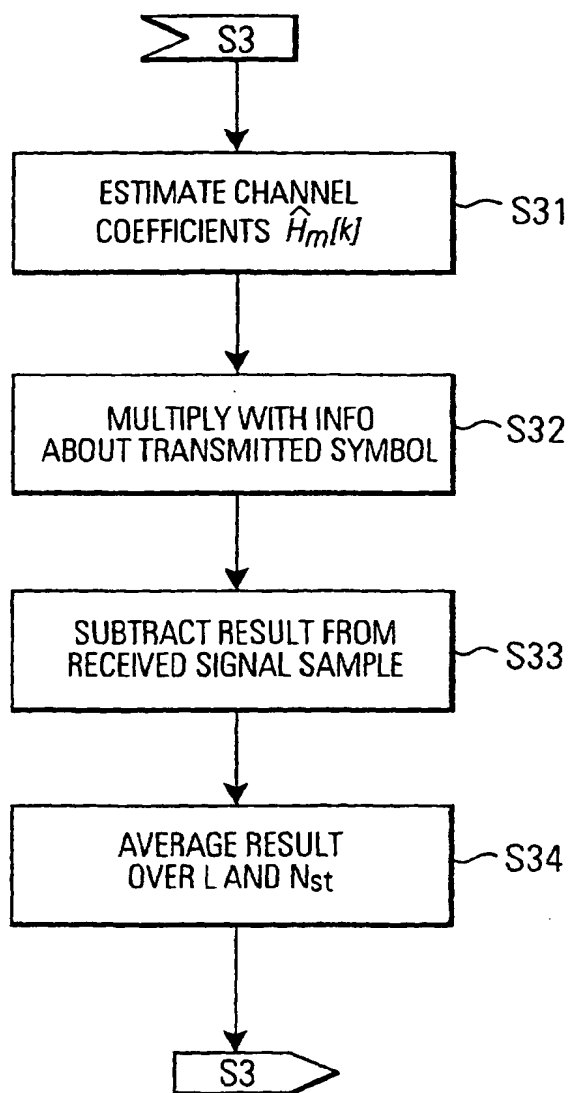 S3
ESTIMATE CHANNEL
COEFFICIENTS Ĥm[k]
S31
MULTIPLY WITH INFO
ABOUT TRANSMITTED SYMBOL
S32
SUBTRACT RESULT FROM
RECEIVED SIGNAL SAMPLE
S33
AVERAGE RESULT
OVER L AND Nst
S34
S3